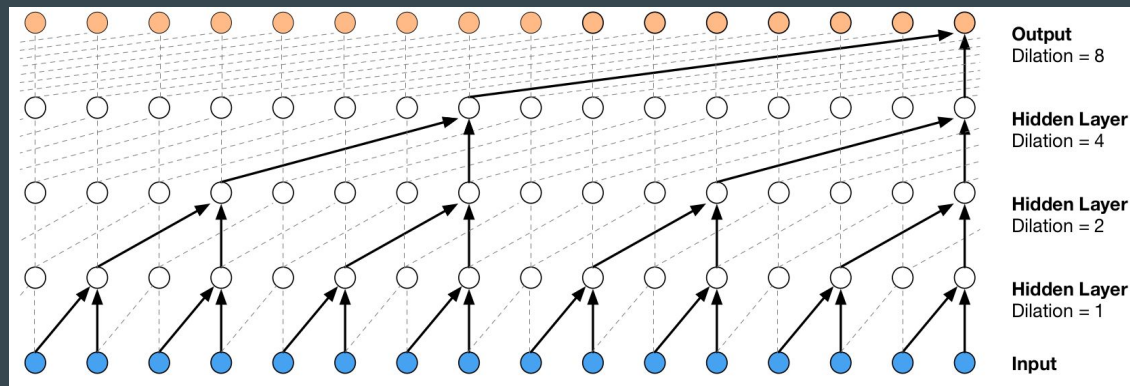 Output
Dilation = 8
Hidden Layer
Dilation = 4
Hidden Layer
Dilation = 2
Hidden Layer
Dilation = 1
Input